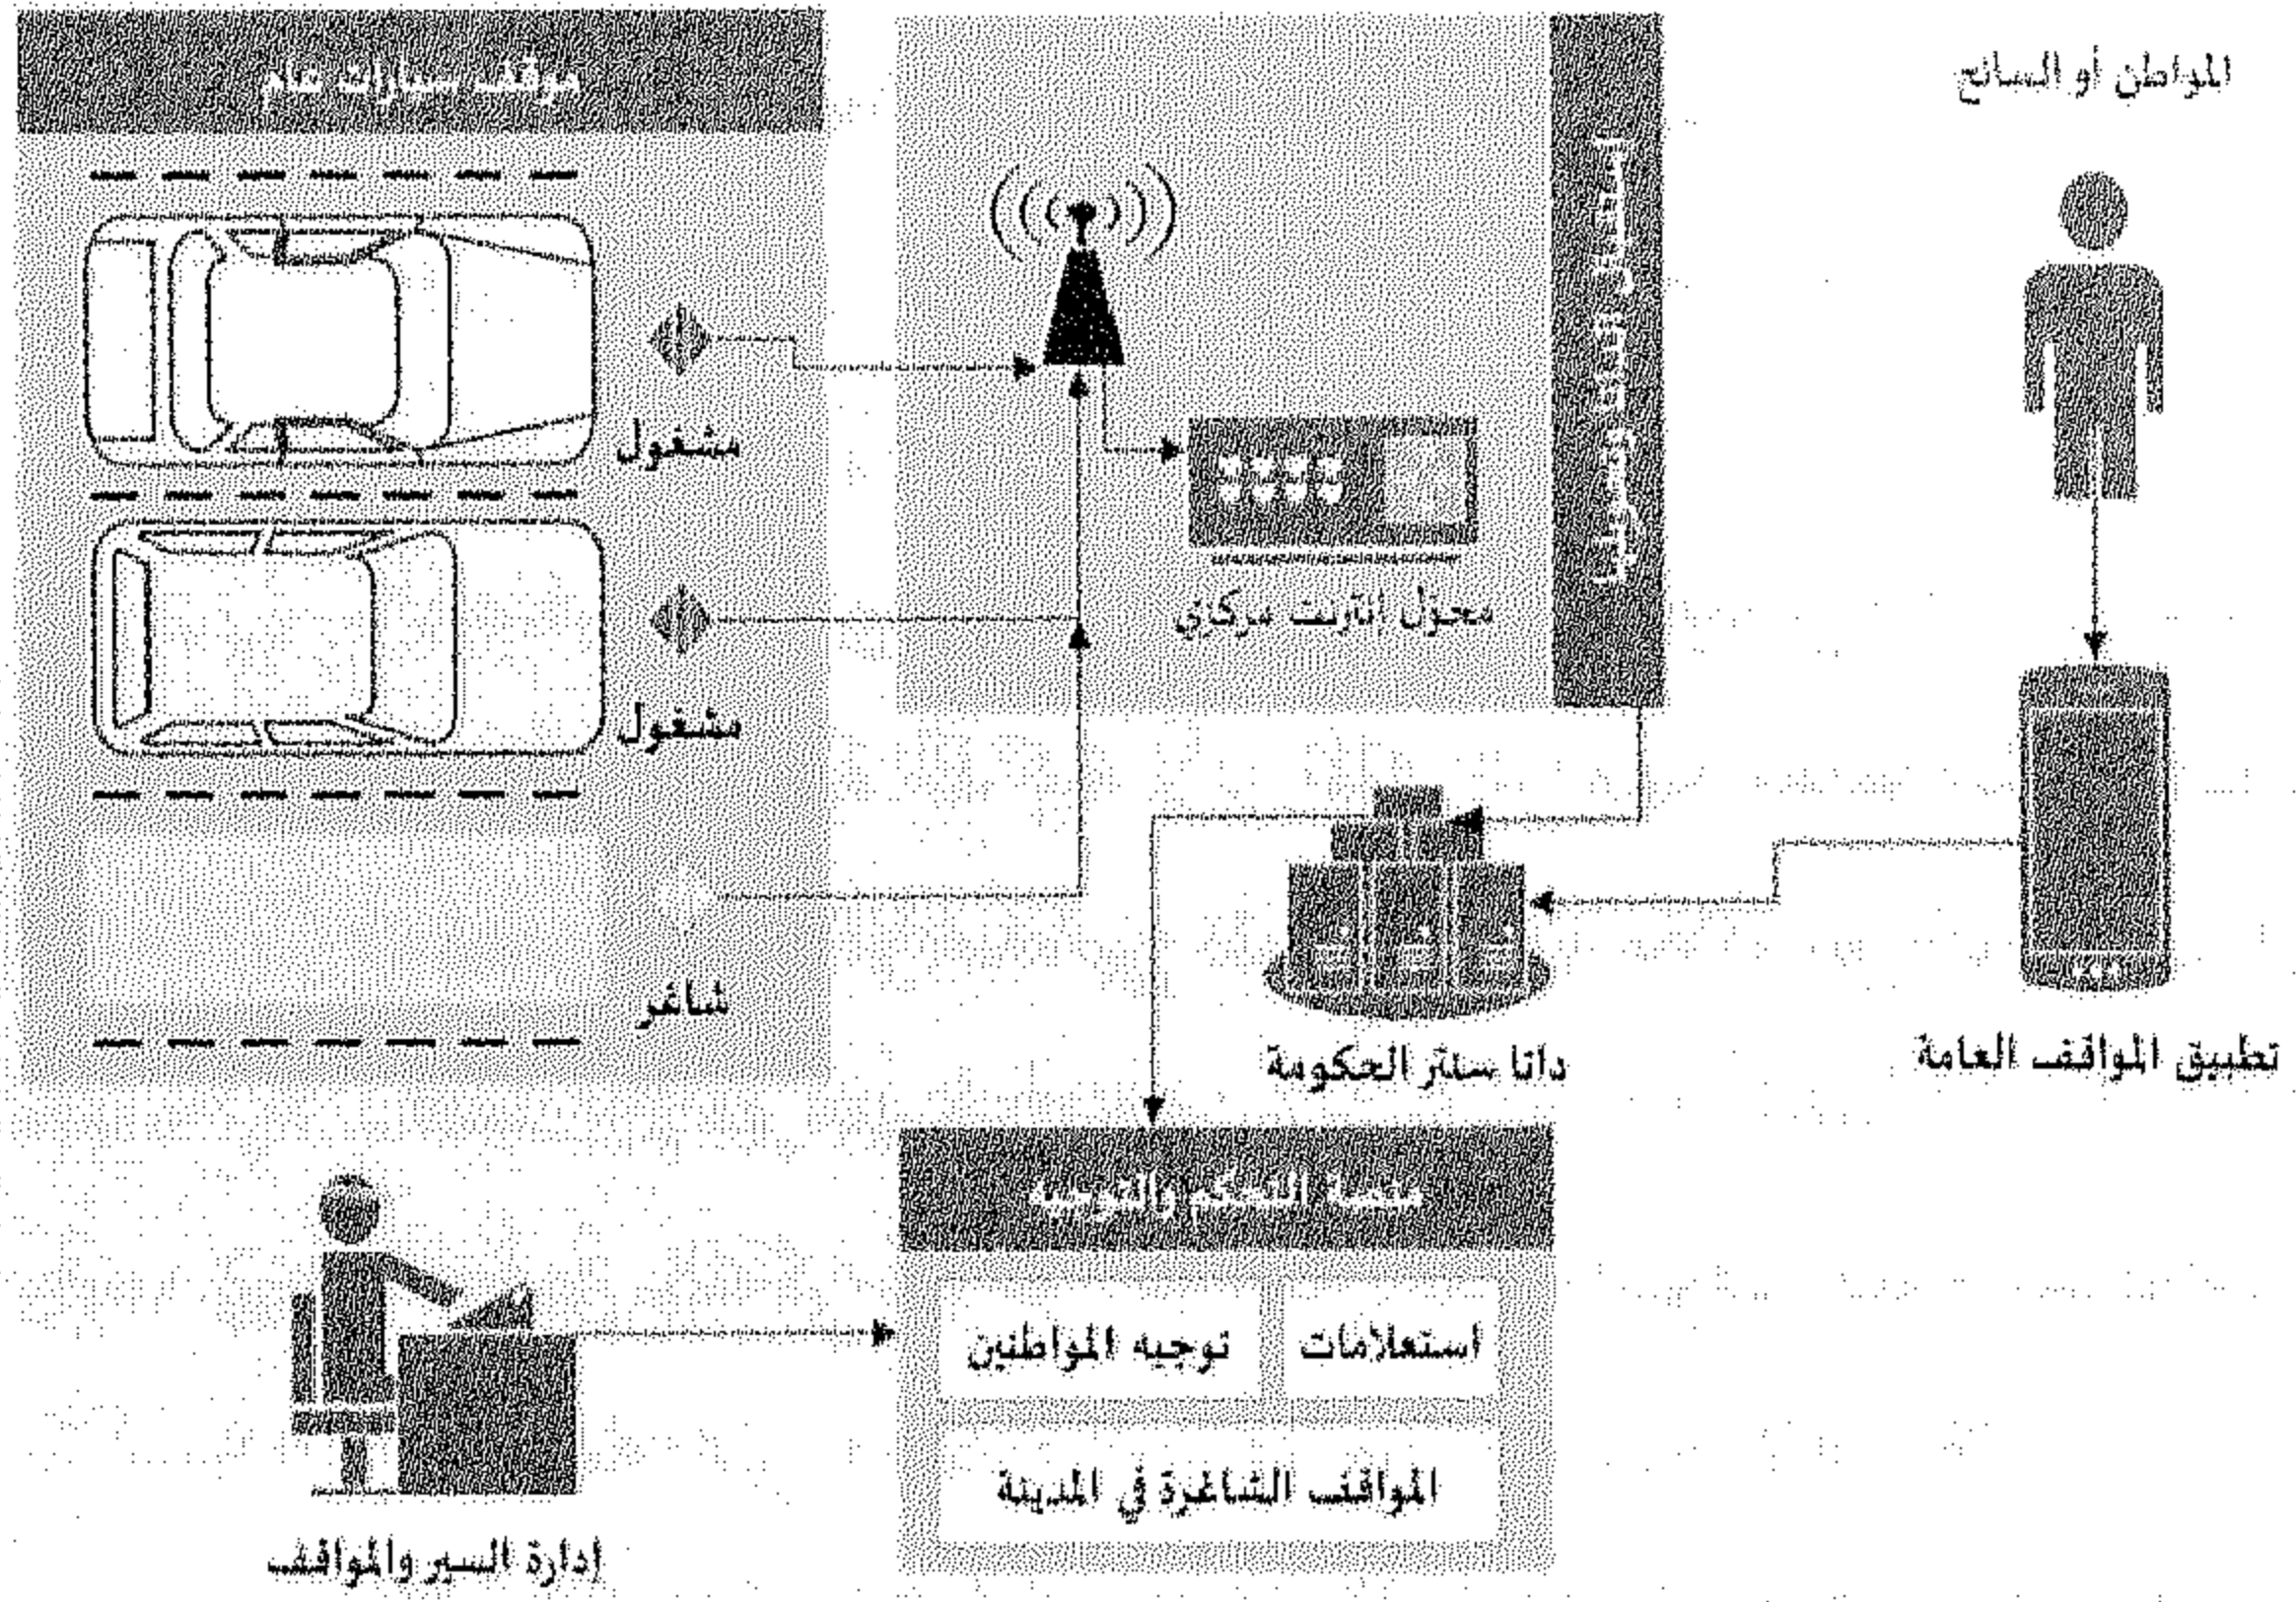 المواطن أو السائح
موقف سيارات عام
مشغول
مشغول
شاغر
محوّل إنترنت مركزي
داتا سنتر الحكومة
تطبيق المواقف العامة
منصة التحكم والتوجيه
استعلامات
توجيه المواطنين
المواقف الشاغرة في المدينة
إدارة السير والمواقف